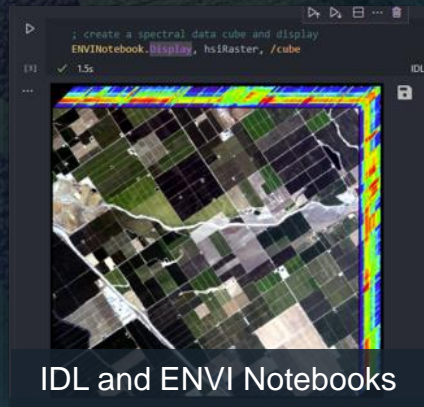 ; create a spectral data cube and display
ENVINotebook.Display, hsiRaster, /cube
[3] ✓ 1.5s IDL
IDL and ENVI Notebooks